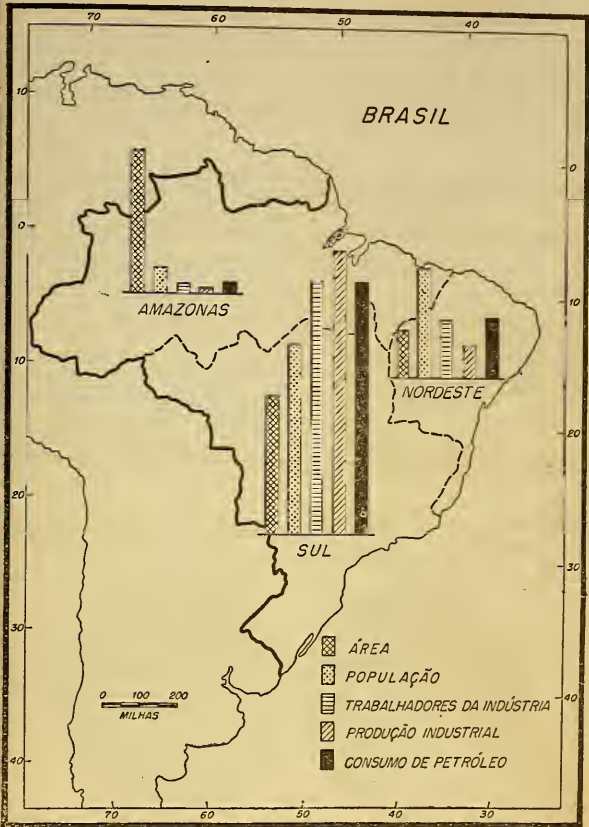 70 60 50 40
BRASIL
10
0
0
AMAZONAS
10
NORDESTE
10
20
20
SUL
30
30
ÁREA
POPULAÇÃO
0 100 200
MILHAS
TRABALHADORES DA INDÚSTRIA
40
PRODUÇÃO INDUSTRIAL
CONSUMO DE PETRÓLEO
40
70 60 50 40 30